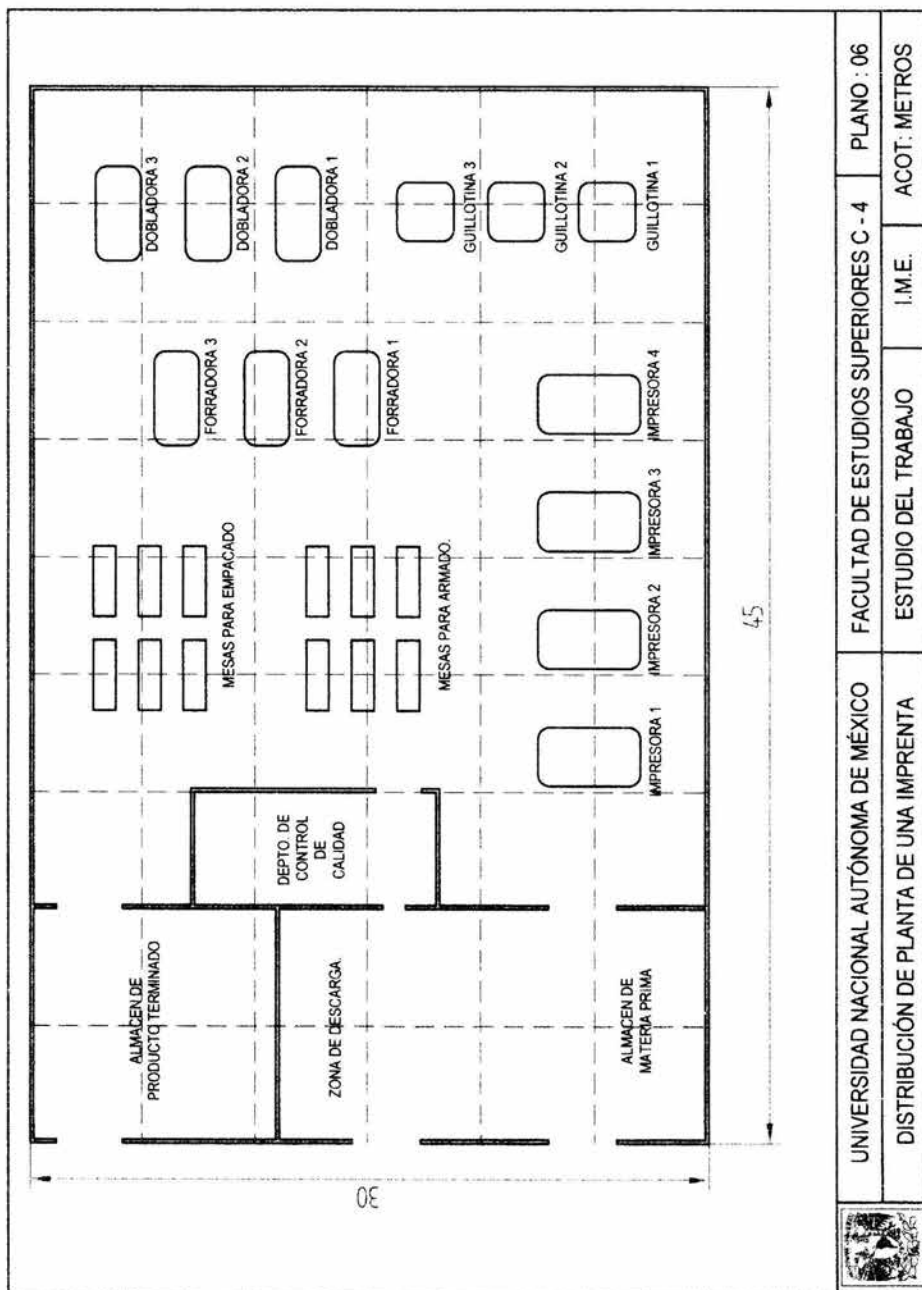 ALMACEN DE
PRODUCTO TERMINADO
ZONA DE DESCARGA.
ALMACEN DE
MATERIA PRIMA
DEPTO. DE
CONTROL
DE
CALIDAD
MESAS PARA EMPACADO
MESAS PARA ARMADO.
FORRADORA 3
FORRADORA 2
FORRADORA 1
DOBLADORA 3
DOBLADORA 2
DOBLADORA 1
GUILLOTINA 3
GUILLOTINA 2
GUILLOTINA 1
IMPRESORA 1
IMPRESORA 2
IMPRESORA 3
IMPRESORA 4
30
45
UNIVERSIDAD NACIONAL AUTÓNOMA DE MÉXICO
FACULTAD DE ESTUDIOS SUPERIORES C - 4
PLANO : 06
DISTRIBUCIÓN DE PLANTA DE UNA IMPRENTA
ESTUDIO DEL TRABAJO
I.M.E.
ACOT: METROS